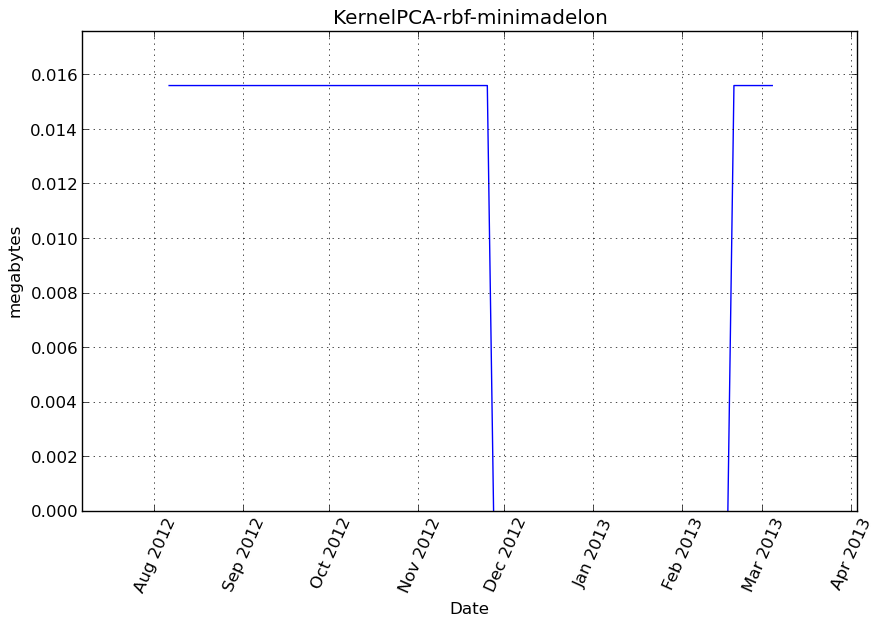 KernelPCA-rbf-minimadelon
megabytes
0.016
0.014
0.012
0.010
0.008
0.006
0.004
0.002
0.000
Aug 2012
Sep 2012
Oct 2012
Nov 2012
Dec 2012
Jan 2013
Feb 2013
Mar 2013
Apr 2013
Date